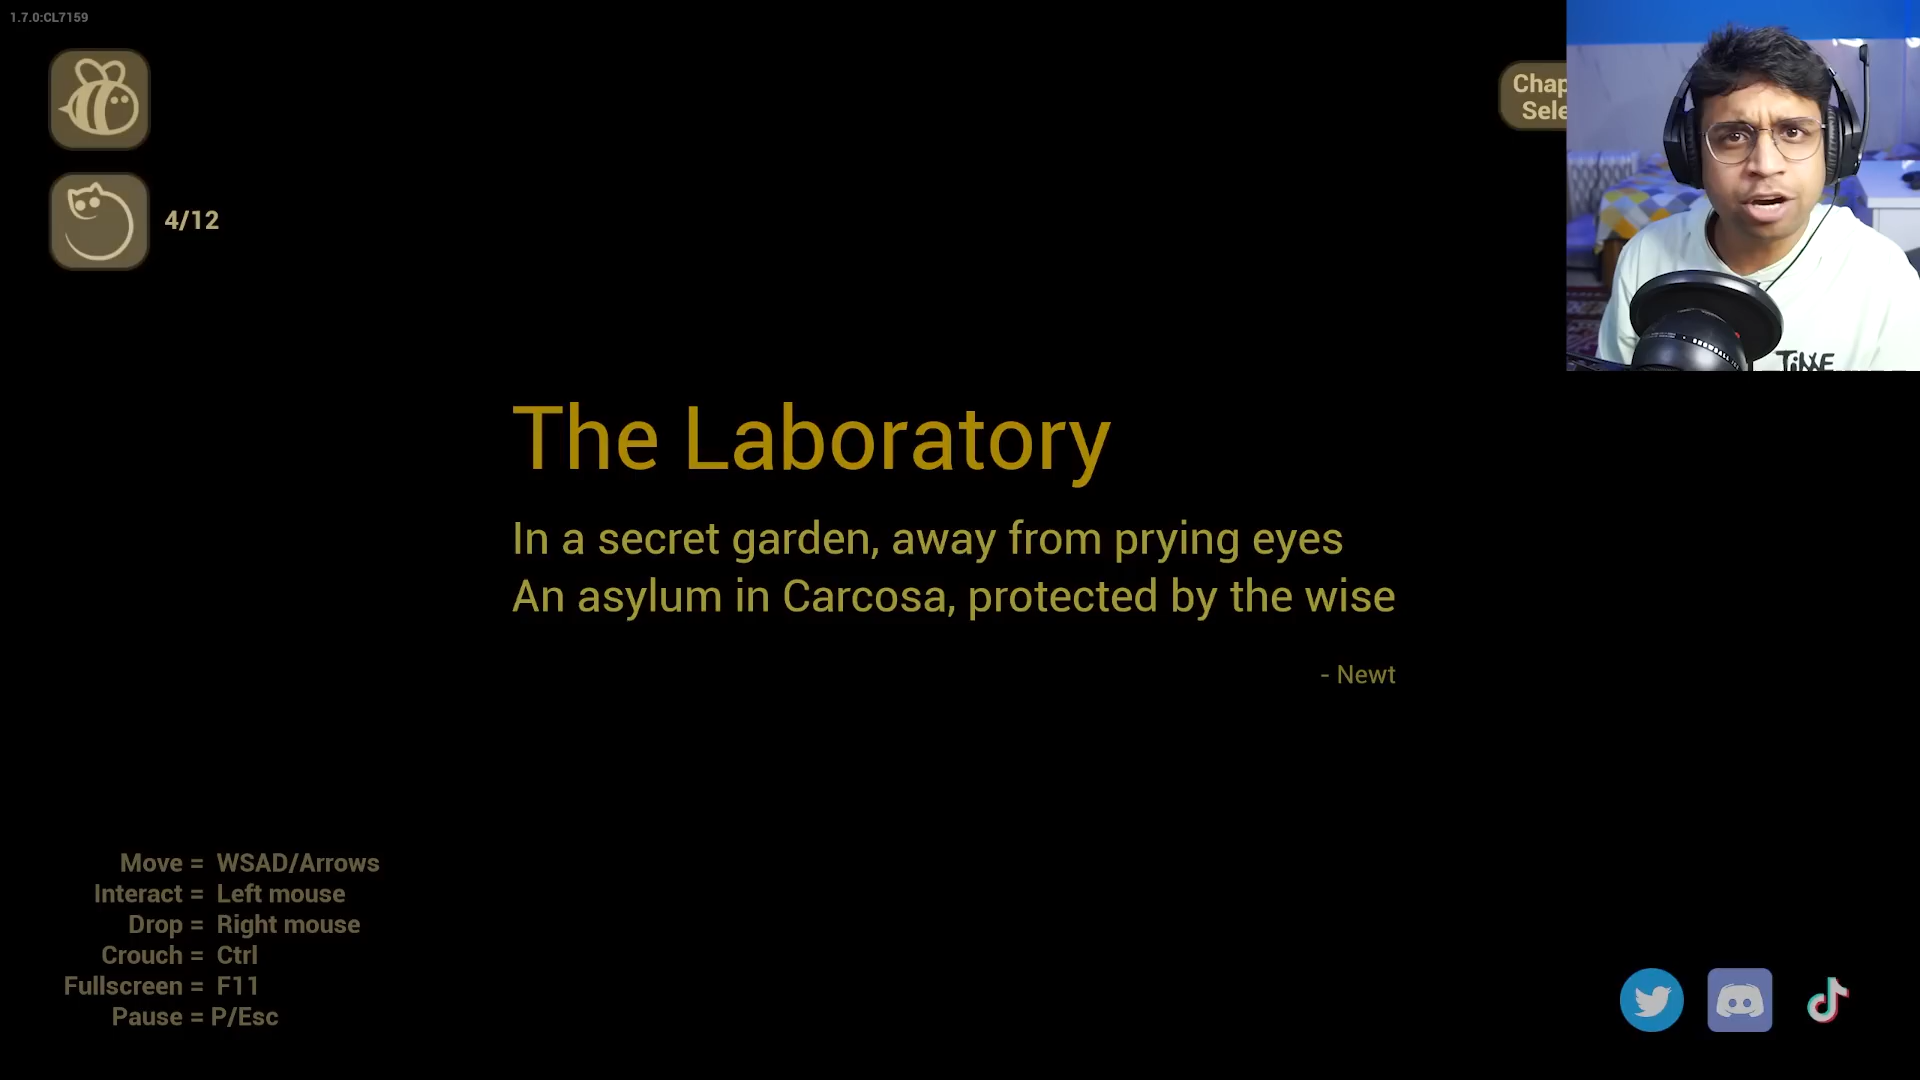 1.7.0:CL7159
Chap
Sele
4/12
The Laboratory
In a secret garden, away from prying eyes
An asylum in Carcosa, protected by the wise
- Newt
Move = WSAD/Arrows
Interact = Left mouse
Drop = Right mouse
Crouch = Ctrl
Fullscreen = F11
Pause = P/Esc